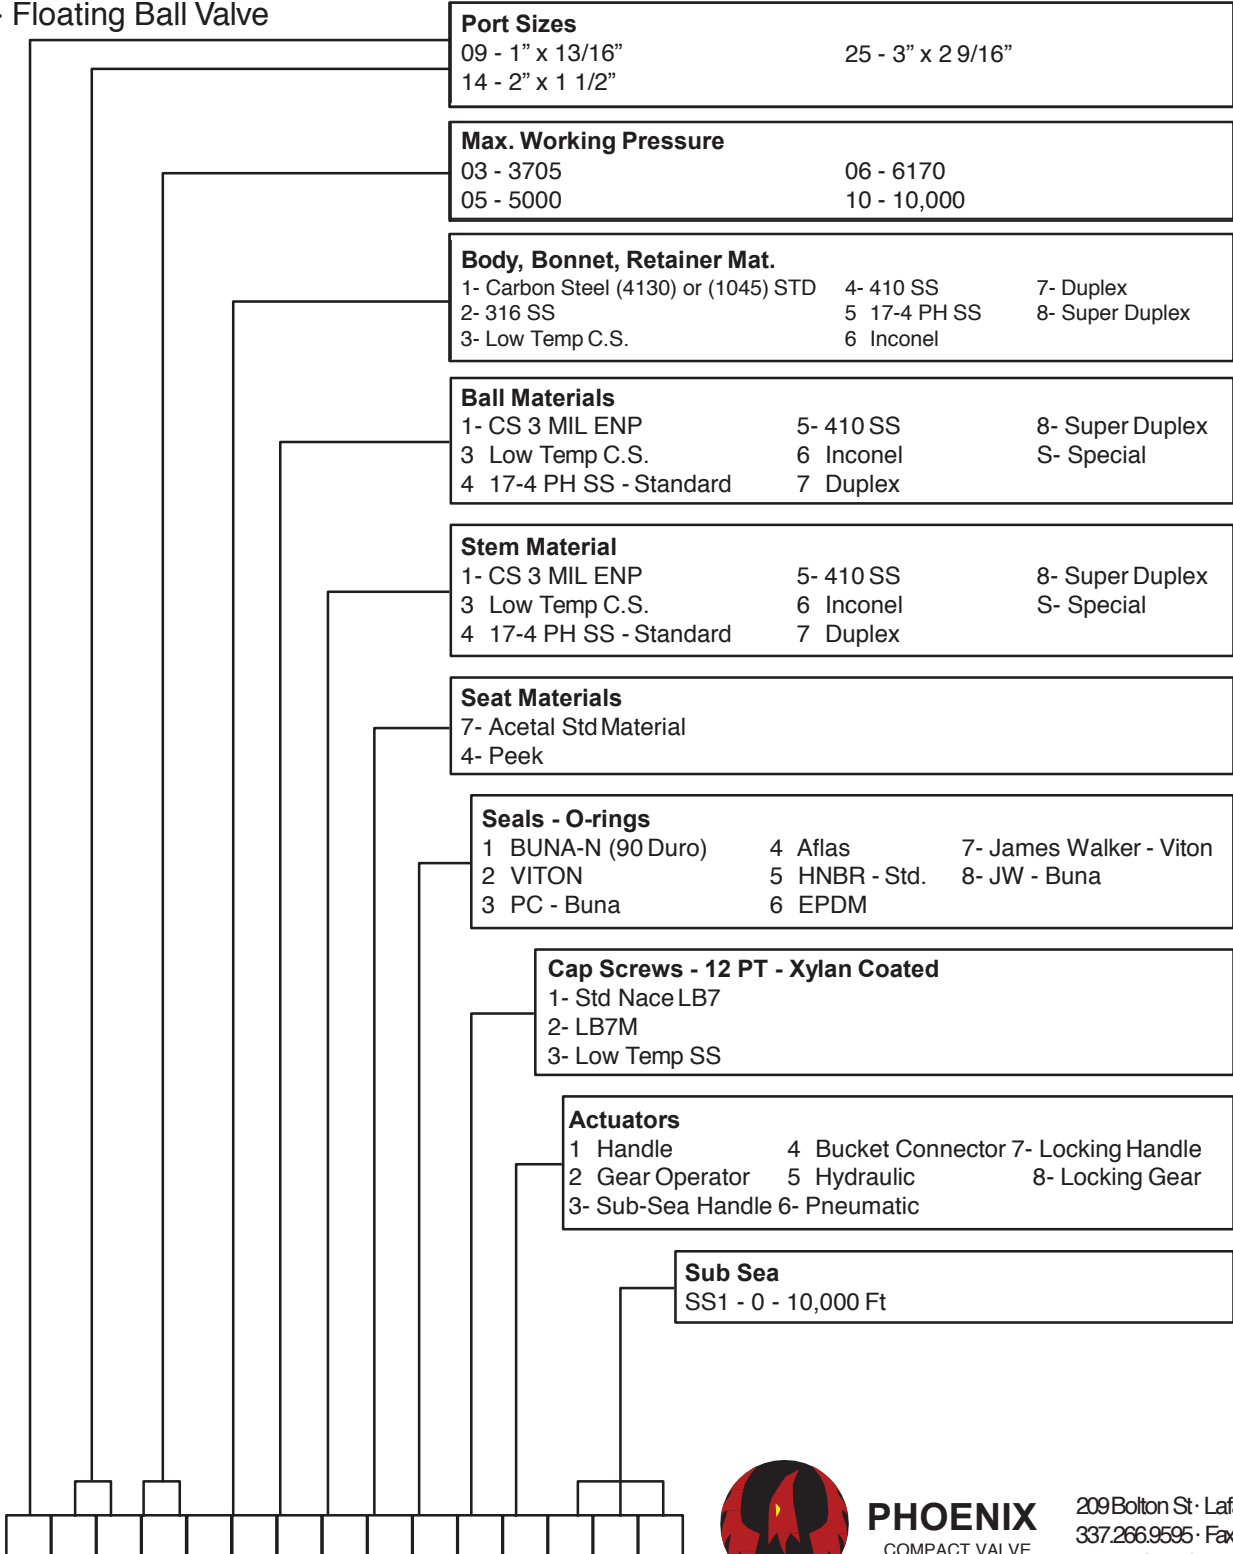 - Floating Ball Valve
Port Sizes
09 - 1” x 13/16” 25 - 3” x 2 9/16”
14 - 2” x 1 1/2”
Max. Working Pressure
03 - 3705 06 - 6170
05 - 5000 10 - 10,000
Body, Bonnet, Retainer Mat.
1- Carbon Steel (4130) or (1045) STD 4- 410 SS 7- Duplex
2- 316 SS 5 17-4 PH SS 8- Super Duplex
3- Low Temp C.S. 6 Inconel
Ball Materials
1- CS 3 MIL ENP 5- 410 SS 8- Super Duplex
3 Low Temp C.S. 6 Inconel S- Special
4 17-4 PH SS - Standard 7 Duplex
Stem Material
1- CS 3 MIL ENP 5- 410 SS 8- Super Duplex
3 Low Temp C.S. 6 Inconel S- Special
4 17-4 PH SS - Standard 7 Duplex
Seat Materials
7- Acetal Std Material
4- Peek
Seals - O-rings
1 BUNA-N (90 Duro) 4 Aflas 7- James Walker - Viton
2 VITON 5 HNBR - Std. 8- JW - Buna
3 PC - Buna 6 EPDM
Cap Screws - 12 PT - Xylan Coated
1- Std Nace LB7
2- LB7M
3- Low Temp SS
Actuators
1 Handle 4 Bucket Connector 7- Locking Handle
2 Gear Operator 5 Hydraulic 8- Locking Gear
3- Sub-Sea Handle 6- Pneumatic
Sub Sea
SS1 - 0 - 10,000 Ft
PHOENIX
COMPACT VALVE
209 Bolton St · Laf
337.266.9595 · Fax